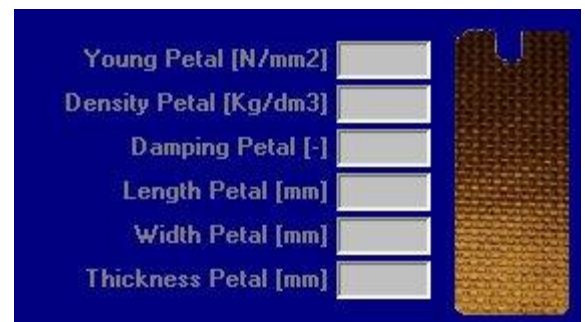 Young Petal [N/mm2]
Density Petal [Kg/dm3]
Damping Petal [-]
Length Petal [mm]
Width Petal [mm]
Thickness Petal [mm]